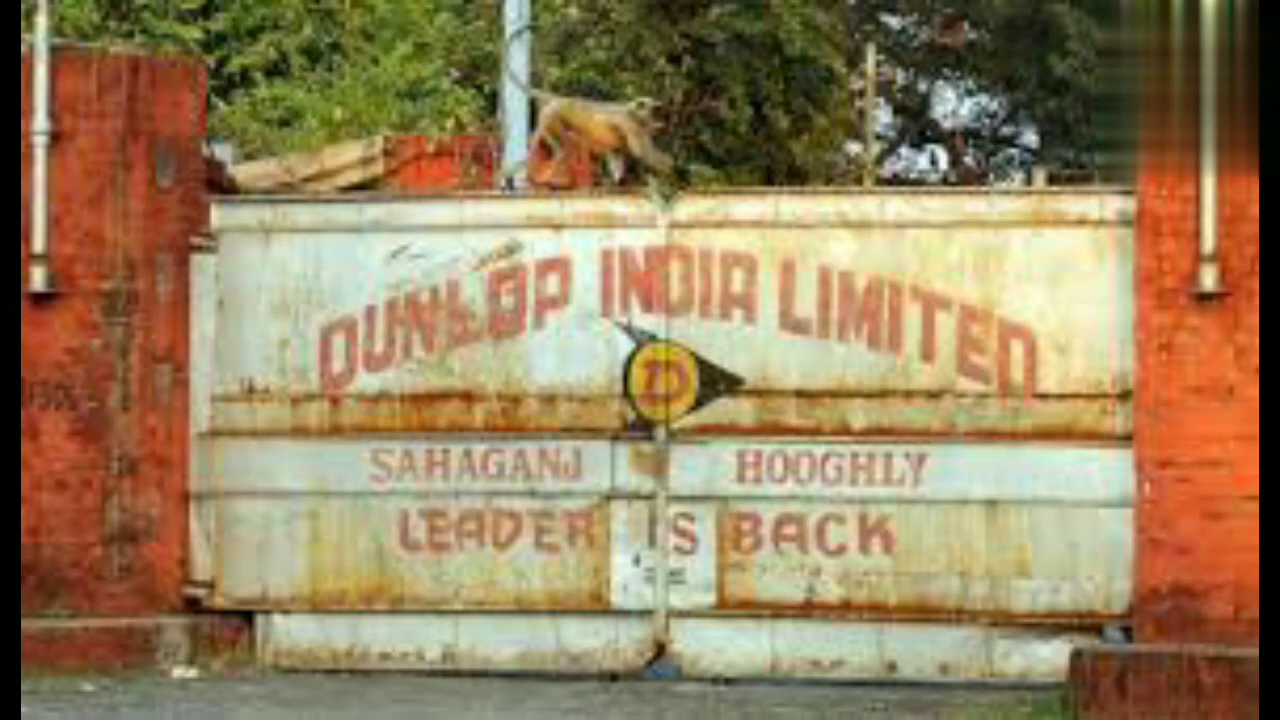 DUNLOP INDIA LIMITED
D
SAHAGANJ HOOGHLY
LEADER IS BACK